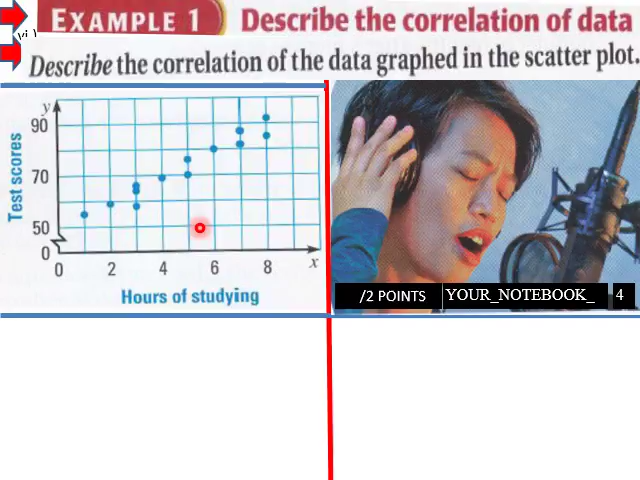 EXAMPLE 1 Describe the correlation of data
Describe the correlation of the data graphed in the scatter plot.
y
90
70
50
0
0 2 4 6 8 x
Test scores
Hours of studying
/2 POINTS YOUR_NOTEBOOK_ 4